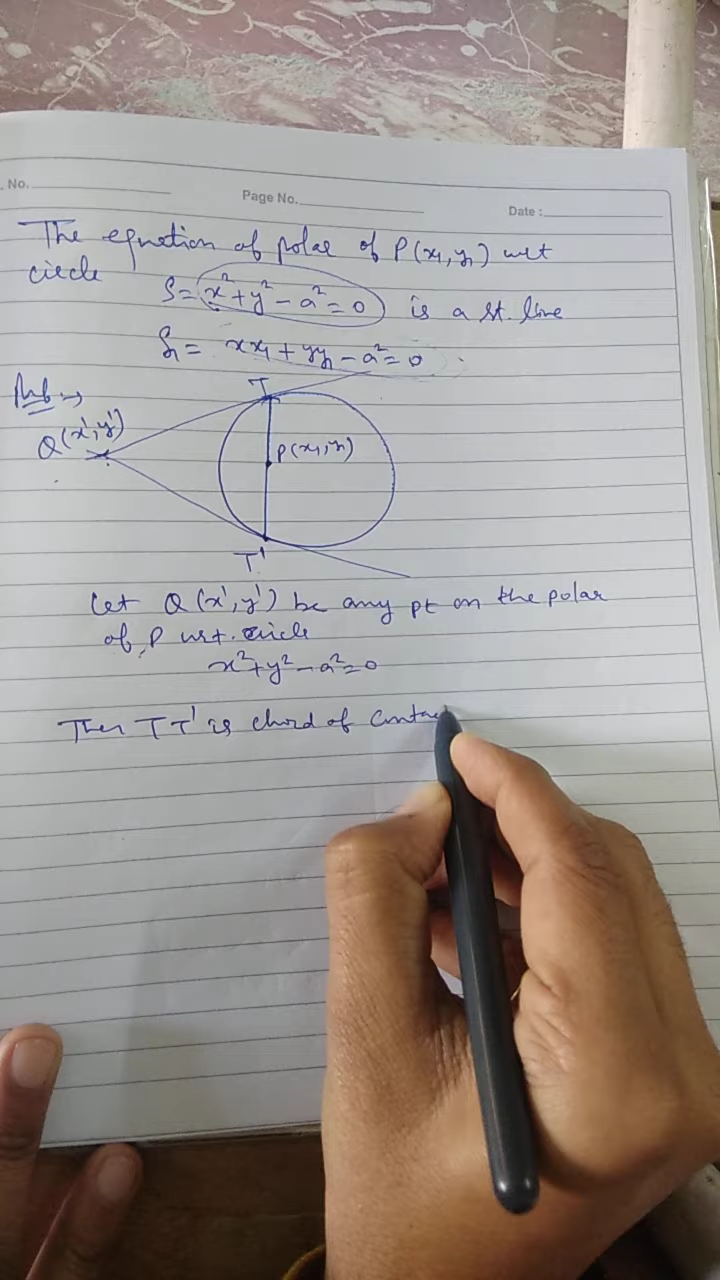 . No.
Page No.
Date :
The equation of polar of P(x₁, y₁) wrt
circle
S = x² + y² - a² = 0 is a st. line
S₁ = xx₁ + yy₁ - a² = 0
Q(x', y')
T
P(x₁, y₁)
T'
Let Q(x', y') be any pt on the polar
of P wrt. circle
x² + y² - a² = 0
Then TT' is chord of Contac